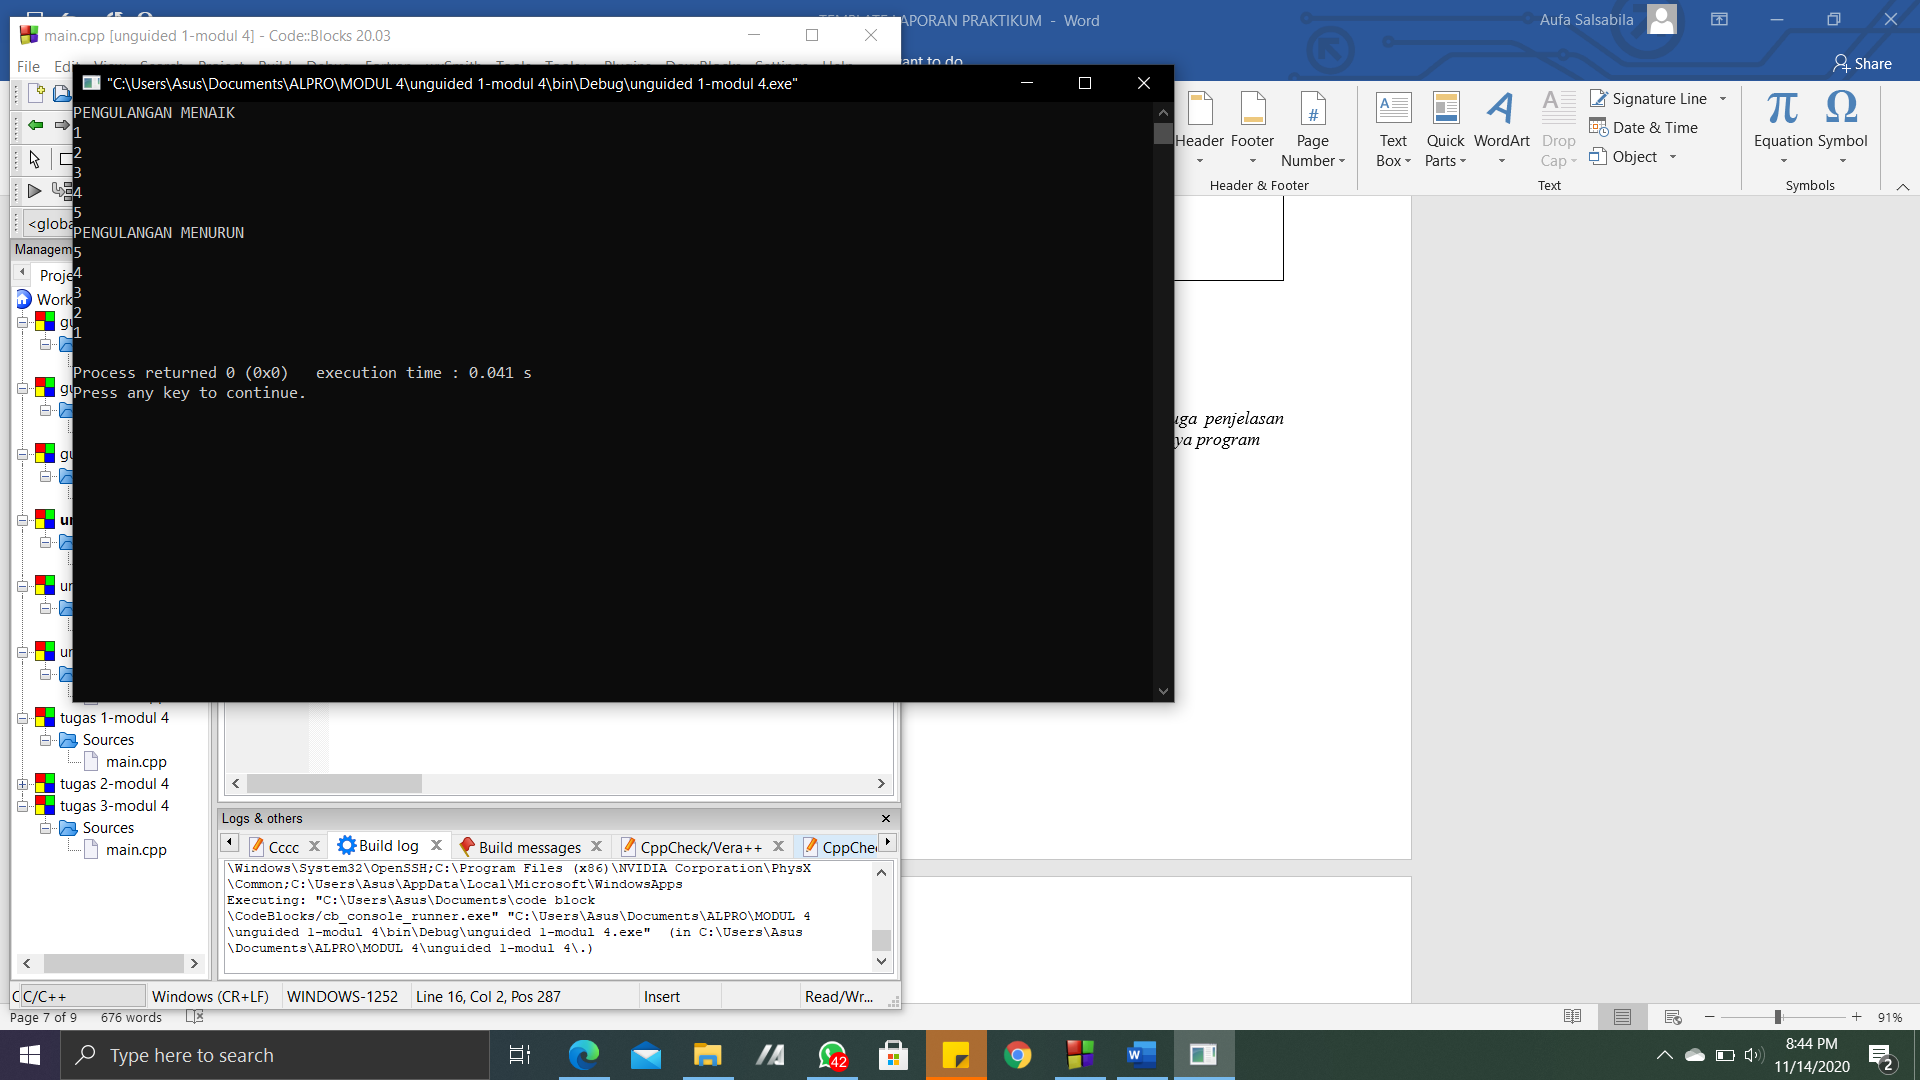 TEMPLATE LAPORAN PRAKTIKUM - Word
Aufa Salsabila
main.cpp [unguided 1-modul 4] - Code::Blocks 20.03
File
want to do
Share
"C:\Users\Asus\Documents\ALPRO\MODUL 4\unguided 1-modul 4\bin\Debug\unguided 1-modul 4.exe"
PENGULANGAN MENAIK
1
2
3
4
5
PENGULANGAN MENURUN
5
4
3
2
1
Process returned 0 (0x0)   execution time : 0.041 s
Press any key to continue.
Header
Footer
Page Number
Header & Footer
Text Box
Quick Parts
WordArt
Drop Cap
Signature Line
Date & Time
Object
Text
Equation
Symbol
Symbols
penjelasan
program
<globa
Managem
Proje
Work
tugas 1-modul 4
Sources
main.cpp
tugas 2-modul 4
tugas 3-modul 4
Sources
main.cpp
Logs & others
Cccc
Build log
Build messages
CppCheck/Vera++
CppChe
\Windows\System32\OpenSSH;C:\Program Files (x86)\NVIDIA Corporation\PhysX
\Common;C:\Users\Asus\AppData\Local\Microsoft\WindowsApps
Executing: "C:\Users\Asus\Documents\code block
\CodeBlocks/cb_console_runner.exe" "C:\Users\Asus\Documents\ALPRO\MODUL 4
\unguided 1-modul 4\bin\Debug\unguided 1-modul 4.exe"  (in C:\Users\Asus
\Documents\ALPRO\MODUL 4\unguided 1-modul 4\.)
C/C++
Windows (CR+LF)
WINDOWS-1252
Line 16, Col 2, Pos 287
Insert
Read/Wr...
Page 7 of 9
676 words
91%
Type here to search
42
8:44 PM
11/14/2020
2